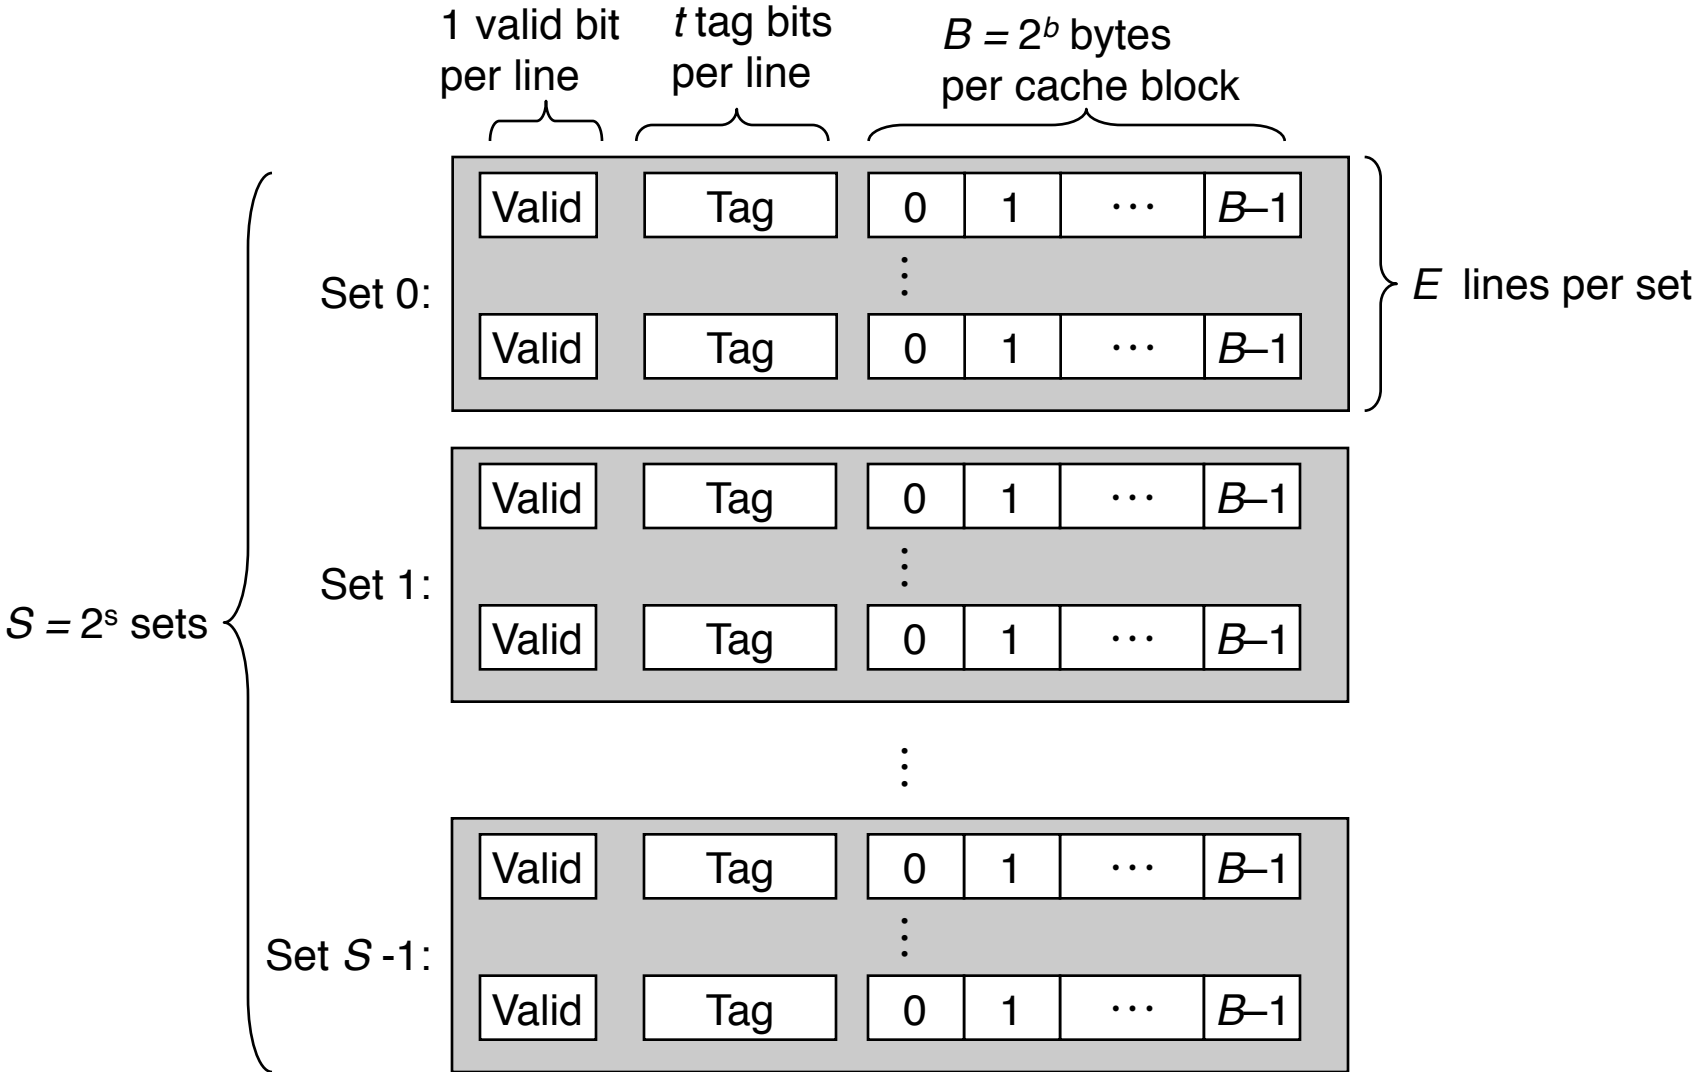 1 valid bit
per line
t tag bits
per line
B = 2ᵇ bytes
per cache block
Valid Tag 0 1 ··· B–1
⋮
Set 0:
E lines per set
Valid Tag 0 1 ··· B–1
Valid Tag 0 1 ··· B–1
⋮
Set 1:
S = 2ˢ sets
Valid Tag 0 1 ··· B–1
⋮
Valid Tag 0 1 ··· B–1
⋮
Set S -1:
Valid Tag 0 1 ··· B–1